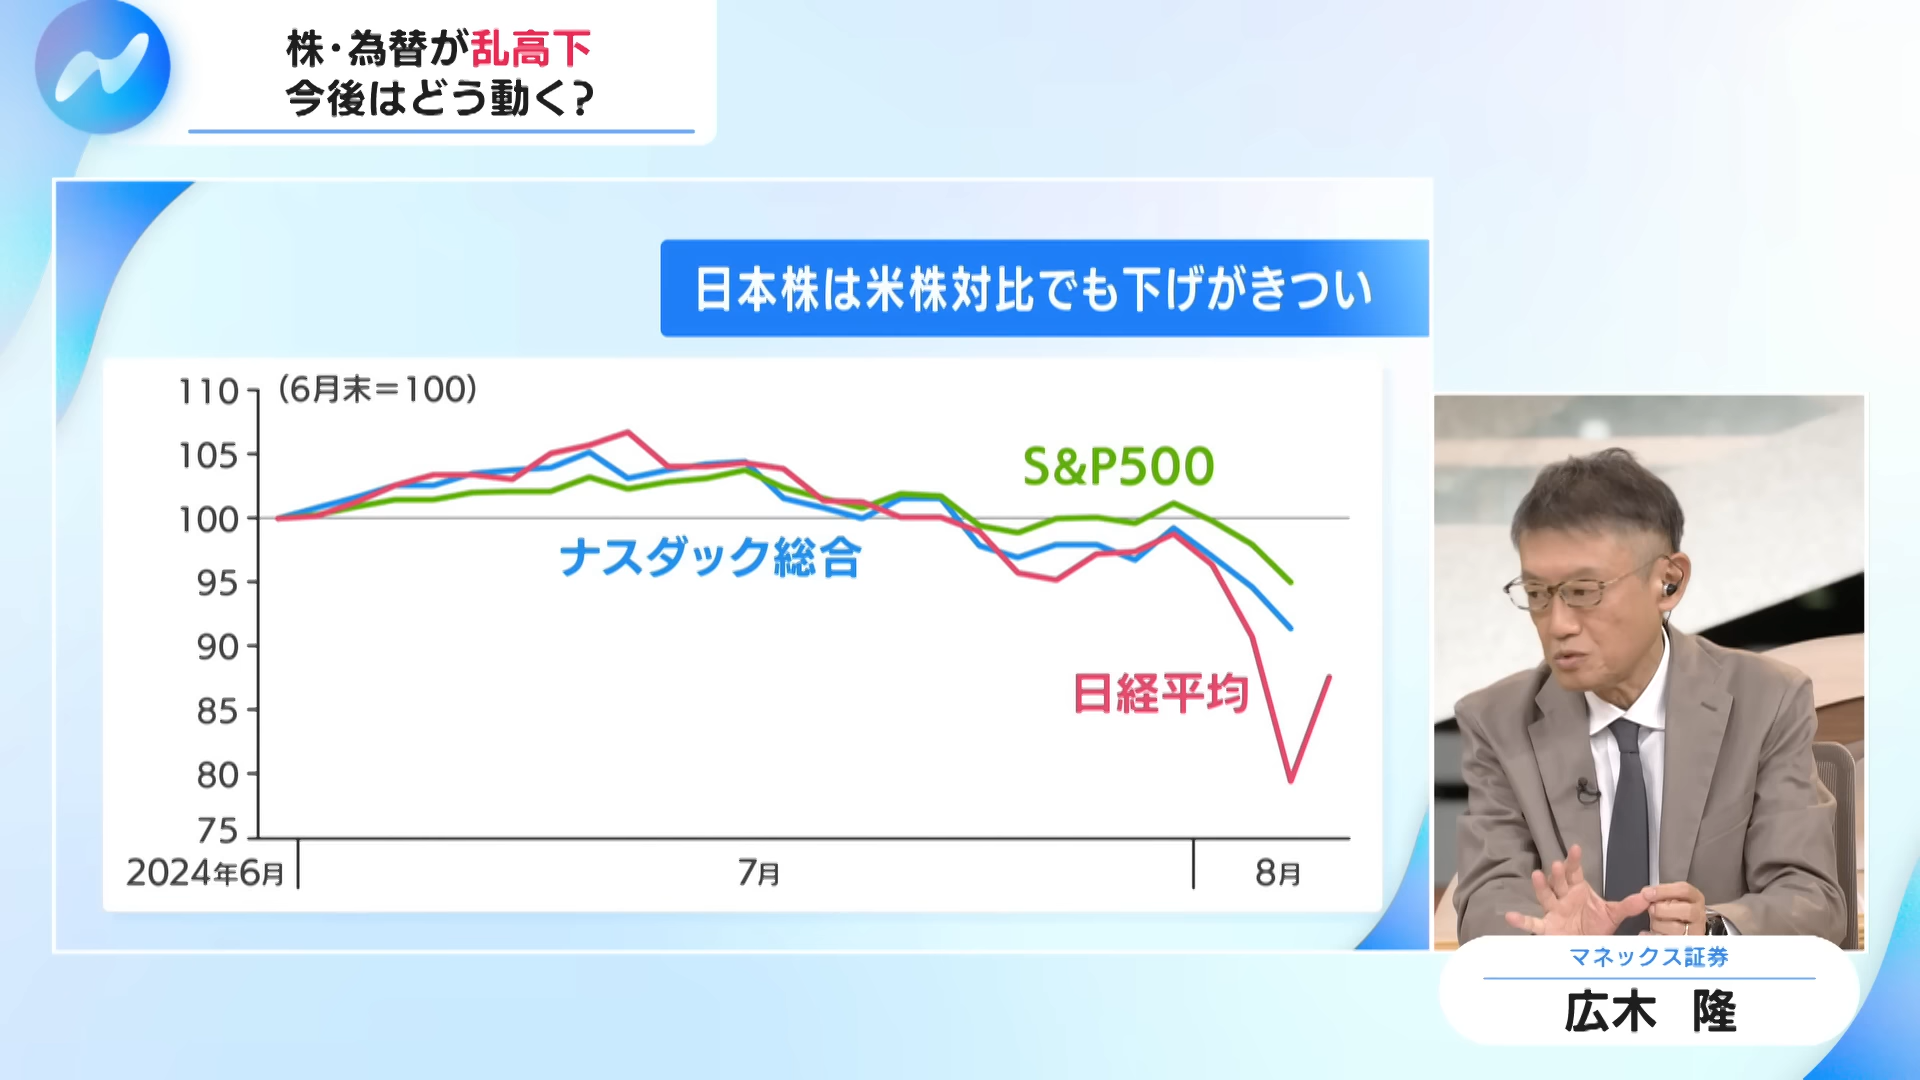 株・為替が乱高下
今後はどう動く?
日本株は米株対比でも下げがきつい
110
(6月末=100)
105
100
95
90
85
80
75
S&P500
ナスダック総合
日経平均
2024年6月
7月
8月
マネックス証券
広木 隆